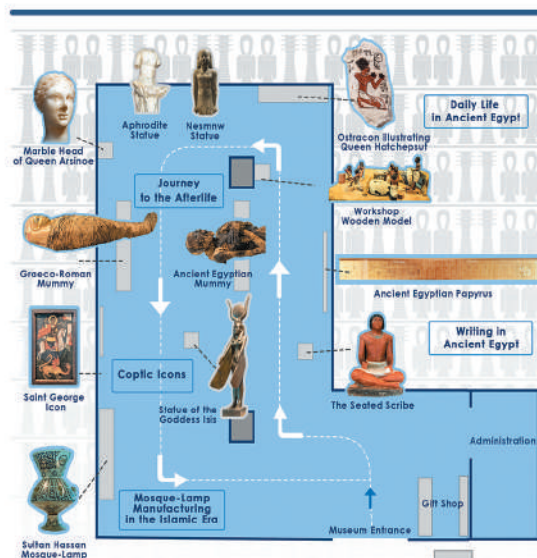 Aphrodite
Statue
Nesmnw
Statue
Marble Head
of Queen Arsinoe
Ostracon Illustrating
Queen Hatchepsut
Daily Life
in Ancient Egypt
Journey
to the Afterlife
Workshop
Wooden Model
Graeco-Roman
Mummy
Ancient Egyptian
Mummy
Ancient Egyptian Papyrus
Writing in
Ancient Egypt
Saint George
Icon
Coptic Icons
Statue of the
Goddess Isis
The Seated Scribe
Administration
Mosque-Lamp
Manufacturing
in the Islamic Era
Gift Shop
Museum Entrance
Sultan Hassan
Mosque-Lamp